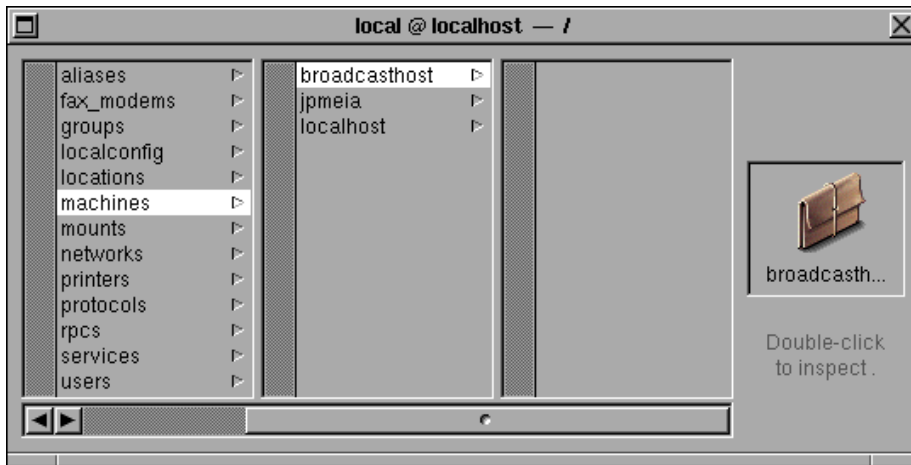 local @ localhost — /
aliases
fax_modems
groups
localconfig
locations
machines
mounts
networks
printers
protocols
rpcs
services
users
broadcasthost
jpmeia
localhost
broadcasth...
Double-click
to inspect .